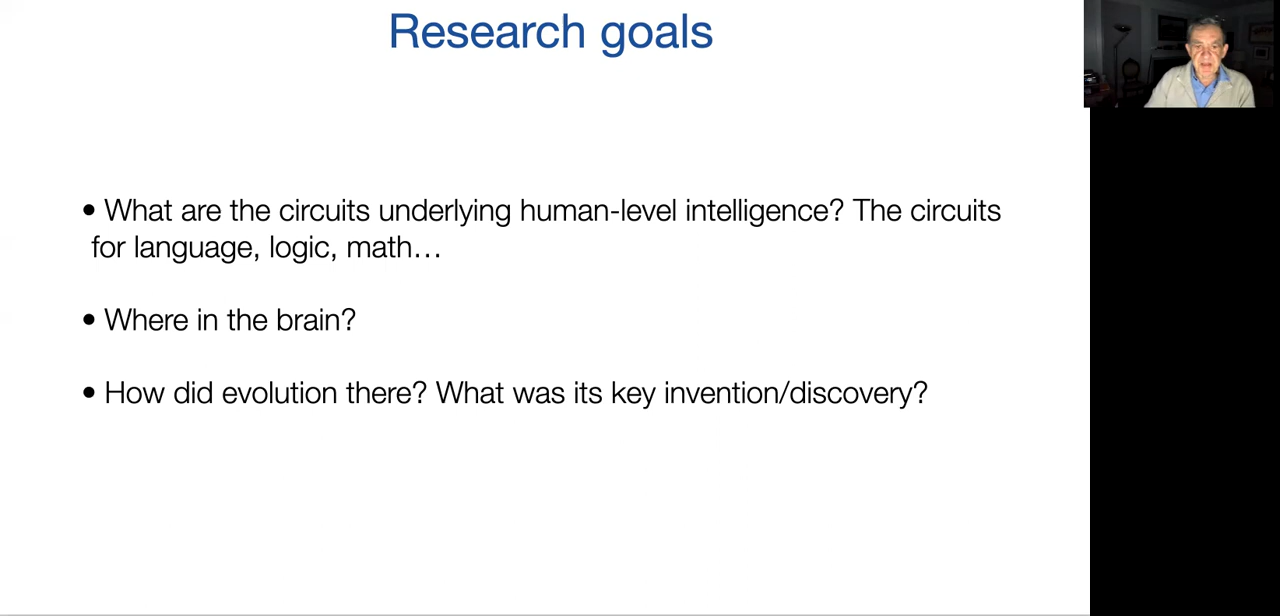 Research goals
• What are the circuits underlying human-level intelligence? The circuits
for language, logic, math…
• Where in the brain?
• How did evolution there? What was its key invention/discovery?